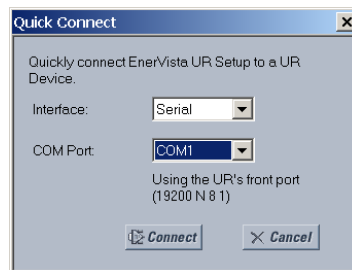 Quick Connect
Quickly connect EnerVista UR Setup to a UR
Device.
Interface: Serial
COM Port: COM1
Using the UR's front port
(19200 N 8 1)
Connect Cancel